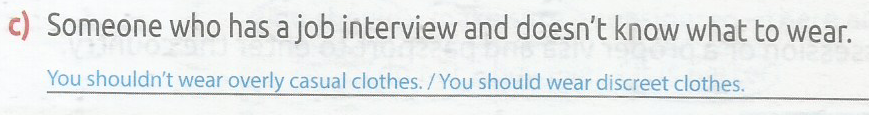 c) Someone who has a job interview and doesn't know what to wear.
You shouldn't wear overly casual clothes. / You should wear discreet clothes.